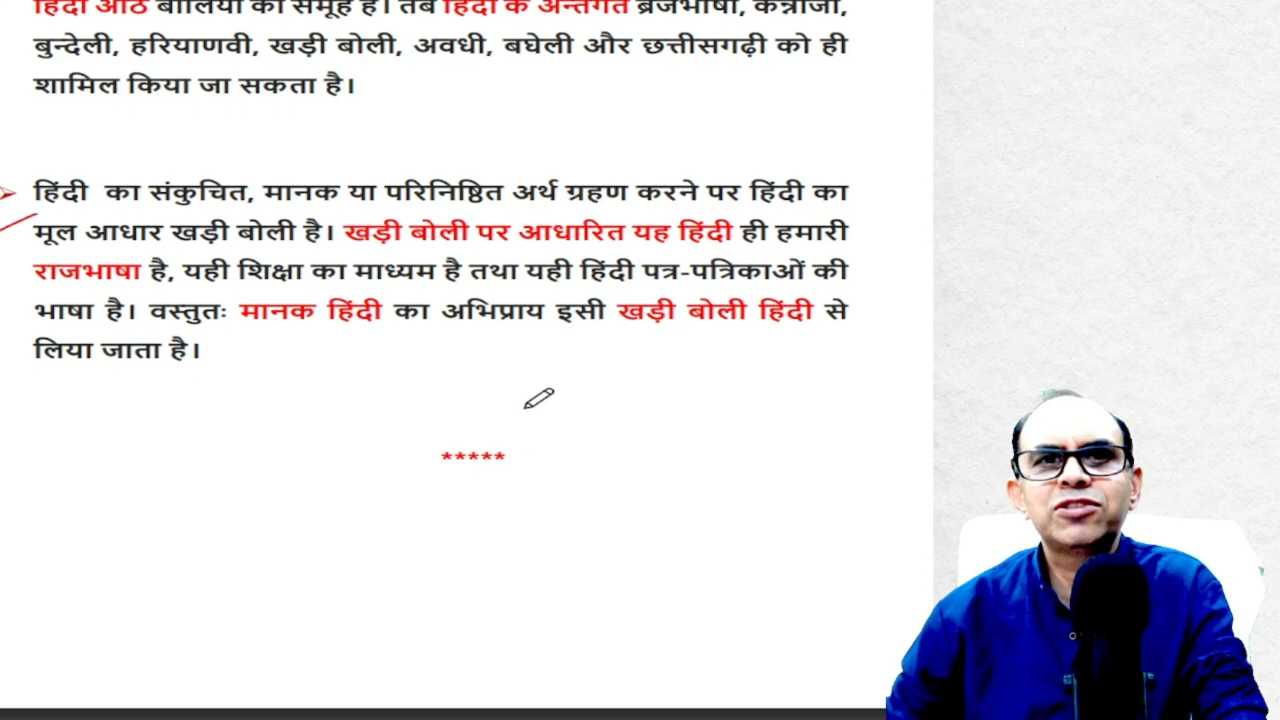 हिंदी आठ बोलियों का समूह है। तब हिंदी के अन्तर्गत ब्रजभाषा, कन्नौजी,
बुन्देली, हरियाणवी, खड़ी बोली, अवधी, बघेली और छत्तीसगढ़ी को ही
शामिल किया जा सकता है।
हिंदी का संकुचित, मानक या परिनिष्ठित अर्थ ग्रहण करने पर हिंदी का
मूल आधार खड़ी बोली है। खड़ी बोली पर आधारित यह हिंदी ही हमारी
राजभाषा है, यही शिक्षा का माध्यम है तथा यही हिंदी पत्र-पत्रिकाओं की
भाषा है। वस्तुतः मानक हिंदी का अभिप्राय इसी खड़ी बोली हिंदी से
लिया जाता है।
*****